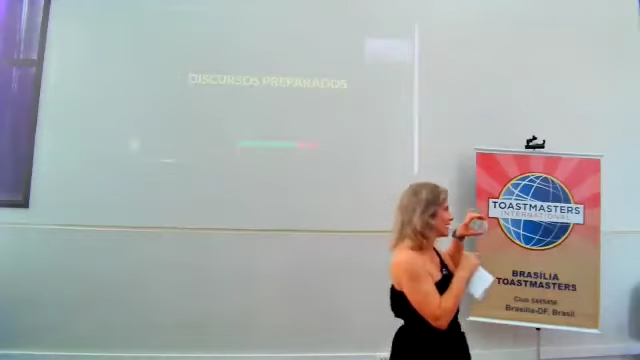 DISCURSOS PREPARADOS
TOASTMASTERS
INTERNATIONAL
BRASÍLIA
TOASTMASTERS
Brasília-DF, Brasil